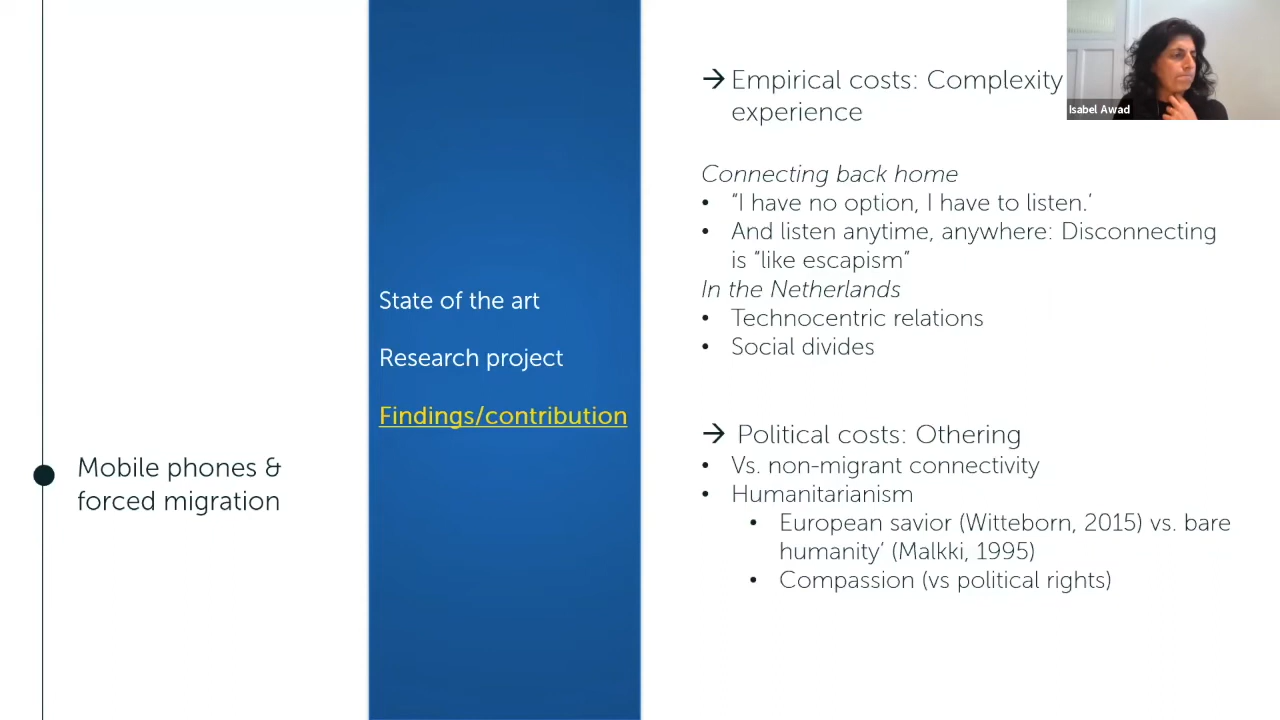 Mobile phones &
forced migration
State of the art
Research project
Findings/contribution
→ Empirical costs: Complexity
experience
Connecting back home
• “I have no option, I have to listen.’
• And listen anytime, anywhere: Disconnecting
is “like escapism”
In the Netherlands
• Technocentric relations
• Social divides
→ Political costs: Othering
• Vs. non-migrant connectivity
• Humanitarianism
• European savior (Witteborn, 2015) vs. bare
humanity’ (Malkki, 1995)
• Compassion (vs political rights)
Isabel Awad